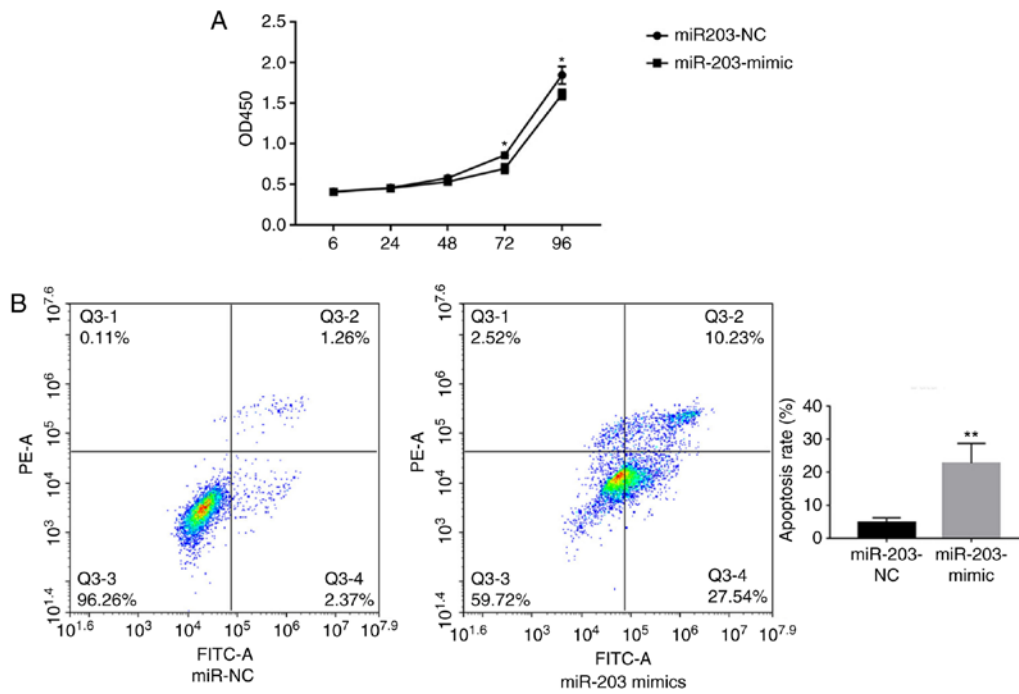 A
2.5
2.0
1.5
1.0
0.5
0.0
OD450
6 24 48 72 96
*
*
miR203-NC
miR-203-mimic
B
PE-A
10^7.6
10^6
10^5
10^4
10^3
10^1.4
Q3-1
0.11%
Q3-2
1.26%
Q3-3
96.26%
Q3-4
2.37%
10^1.6 10^3 10^4 10^5 10^6 10^7.9
FITC-A
miR-NC
PE-A
10^7.6
10^6
10^5
10^4
10^3
10^1.4
Q3-1
2.52%
Q3-2
10.23%
Q3-3
59.72%
Q3-4
27.54%
10^1.6 10^3 10^4 10^5 10^6 10^7.9
FITC-A
miR-203 mimics
Apoptosis rate (%)
40
30
20
10
0
**
miR-203-
NC
miR-203-
mimic